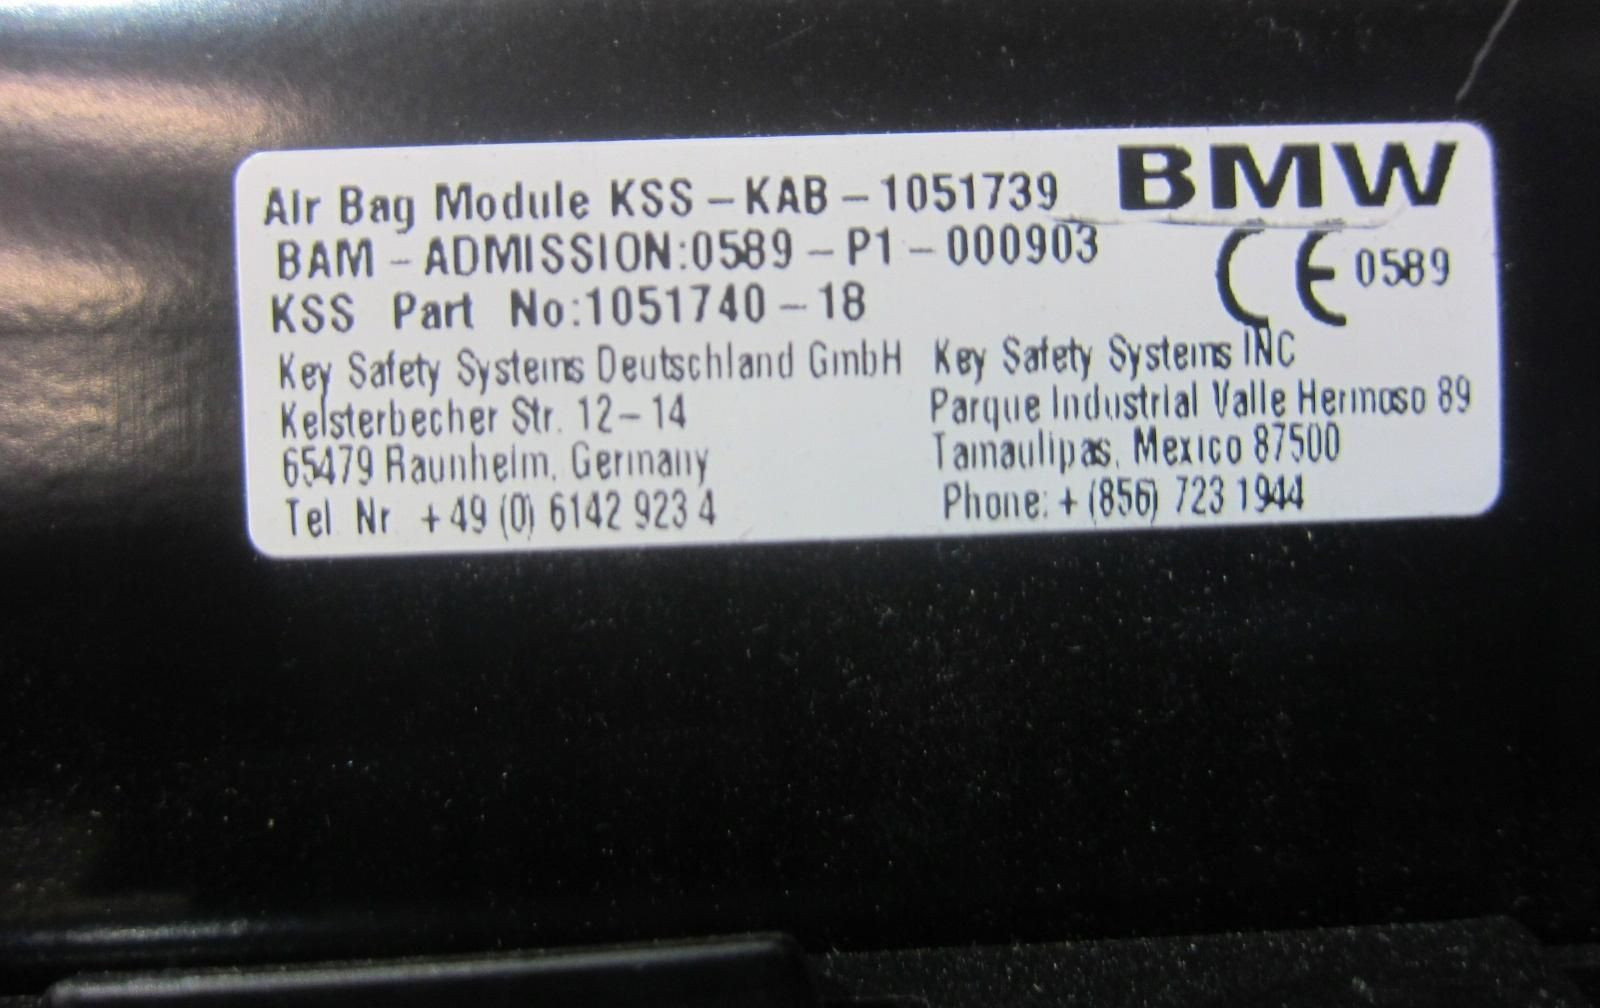 Air Bag Module KSS-KAB-1051739
BMW
BAM-ADMISSION:0589-P1-000903
CE 0589
KSS Part No:1051740-18
Key Safety Systems Deutschland GmbH
Kelsterbecher Str. 12-14
65479 Raunheim, Germany
Tel Nr +49 (0) 6142 923 4
Key Safety Systems INC
Parque Industrial Valle Hermoso 89
Tamaulipas, Mexico 87500
Phone: + (856) 723 1944